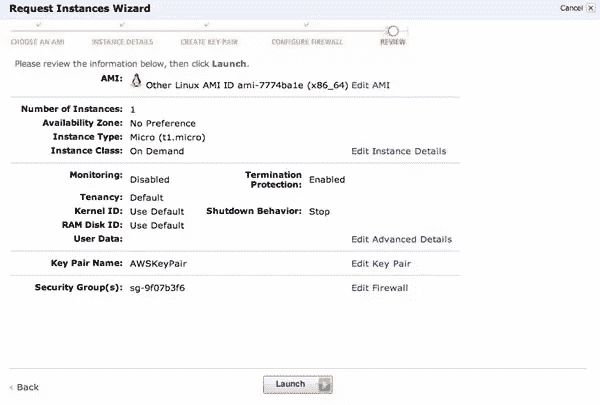 Request Instances Wizard
Cancel
CHOOSE AN AMI INSTANCE DETAILS CREATE KEY PAIR CONFIGURE FIREWALL REVIEW
Please review the information below, then click Launch.
AMI: Other Linux AMI ID ami-7774ba1e (x86_64) Edit AMI
Number of Instances: 1
Availability Zone: No Preference
Instance Type: Micro (t1.micro)
Instance Class: On Demand Edit Instance Details
Monitoring: Disabled Termination Protection: Enabled
Tenancy: Default
Kernel ID: Use Default Shutdown Behavior: Stop
RAM Disk ID: Use Default
User Data: Edit Advanced Details
Key Pair Name: AWSKeyPair Edit Key Pair
Security Group(s): sg-9f07b3f6 Edit Firewall
Back
Launch